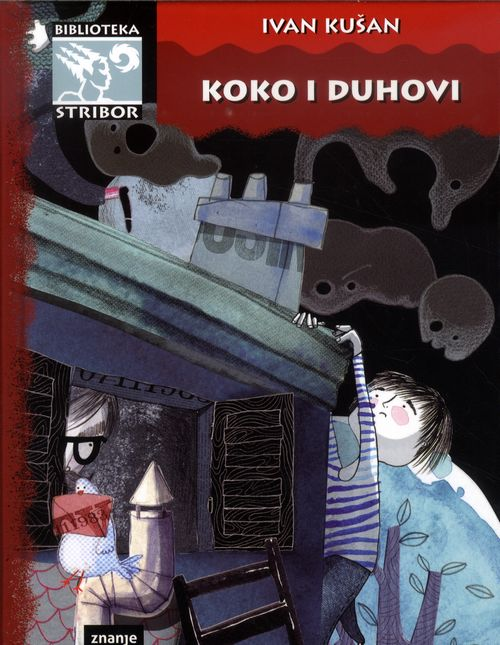 BIBLIOTEKA
STRIBOR
IVAN KUŠAN
KOKO I DUHOVI
znanje